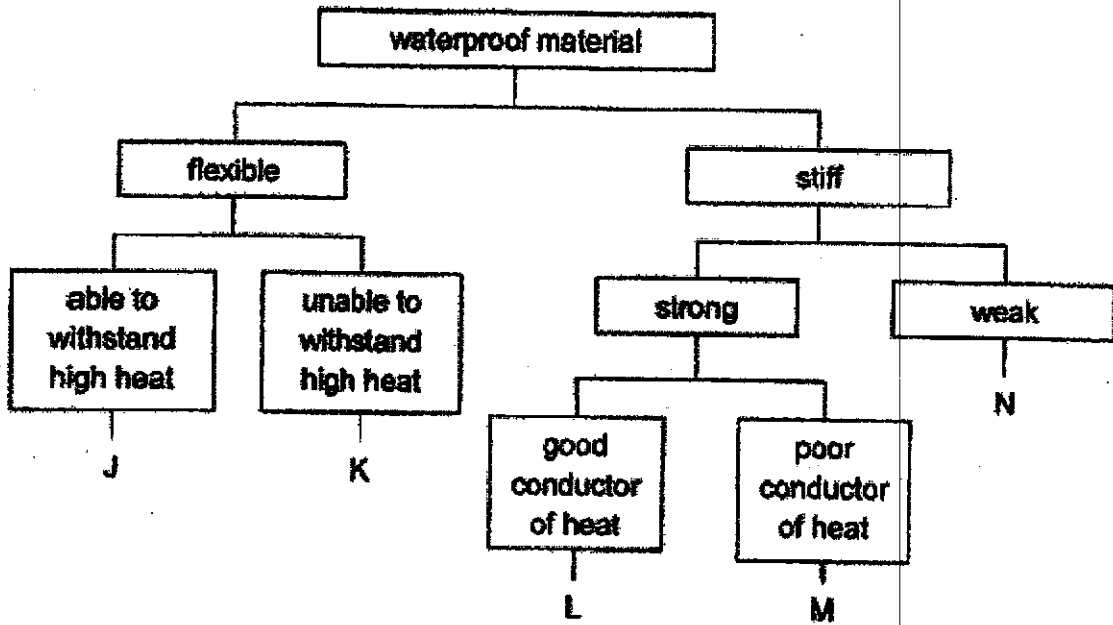 waterproof material
flexible
stiff
able to
withstand
high heat
unable to
withstand
high heat
strong
weak
J
K
good
conductor
of heat
poor
conductor
of heat
N
L
M